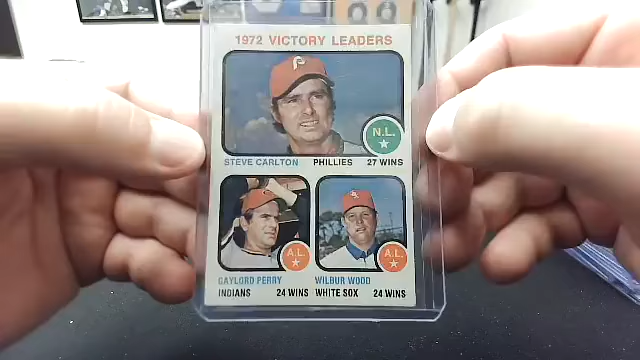 1972 VICTORY LEADERS
P
N.L.
STEVE CARLTON PHILLIES 27 WINS
A.L.
A.L.
GAYLORD PERRY
INDIANS 24 WINS
WILBUR WOOD
WHITE SOX 24 WINS